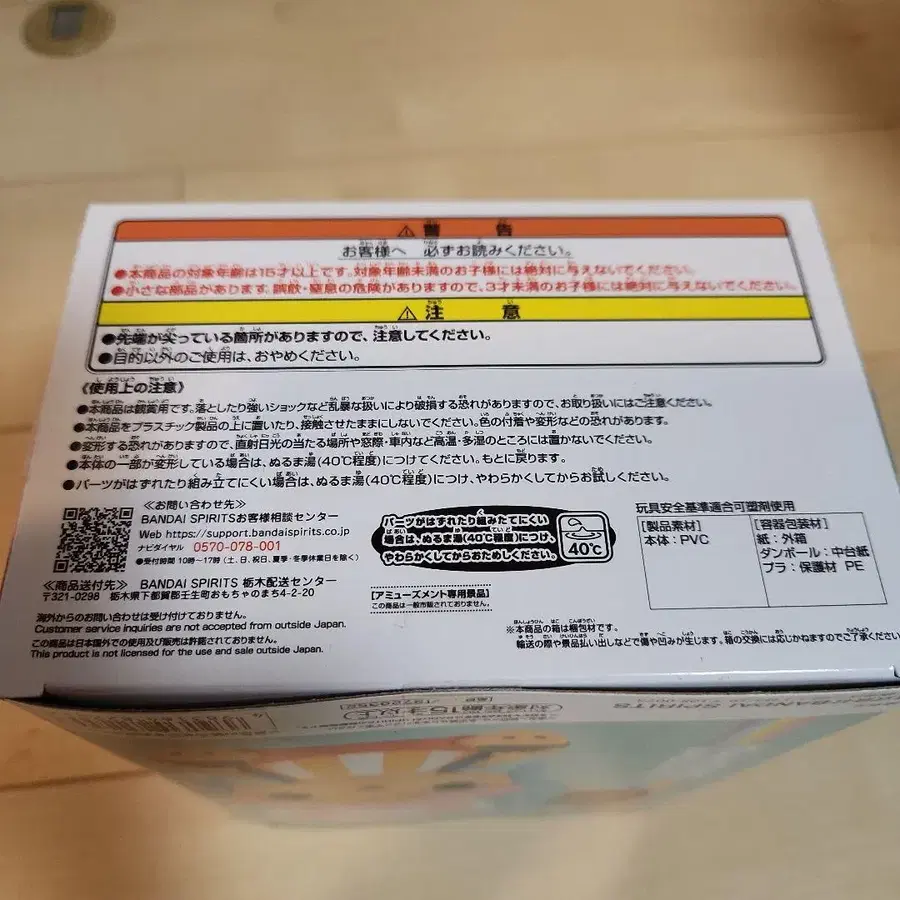 ⚠警告
お客様へ 必ずお読みください。
●本商品の対象年齢は15才以上です。対象年齢未満のお子様には絶対に与えないでください。
●小さな部品があります。誤飲・窒息の危険がありますので、3才未満のお子様には絶対に与えないでください。
⚠注意
●先端が尖っている箇所がありますので、注意してください。
●目的以外のご使用は、おやめください。
《使用上の注意》
●本商品は観賞用です。落としたり強いショックなど乱暴な扱いにより破損する恐れがありますので、お取り扱いにはご注意ください。
●本商品をプラスチック製品の上に置いたり、接触させたままにしないでください。色の付着や変形などの恐れがあります。
●変形する恐れがありますので、直射日光の当たる場所や窓際・車内など高温・多湿のところには置かないでください。
●本体の一部が変形している場合は、ぬるま湯(40℃程度)につけてください。もとに戻ります。
●パーツがはずれたり組み立てにくい場合は、ぬるま湯(40℃程度)につけ、やわらかくしてからお試しください。
《お問い合わせ先》
BANDAI SPIRITSお客様相談センター
Web https://support.bandaispirits.co.jp
ナビダイヤル 0570-078-001
●受付時間 10時~17時(土、日、祝日、夏季・冬季休業日を除く)
《商品送付先》 BANDAI SPIRITS 栃木配送センター
〒321-0298 栃木県下都賀郡壬生町おもちゃのまち4-2-20
海外からのお問い合わせは受け付けておりません。
Customer service inquiries are not accepted from outside Japan.
この商品は日本国外での使用及び販売は許諾されておりません。
This product is not licensed for the use and sale outside Japan.
パーツがはずれたり組みたてにくい
場合は、ぬるま湯(40℃程度)につけ、
やわらかくしてからおためしください。
40℃
[アミューズメント専用景品]
この商品は一般市販されておりません。
玩具安全基準適合可塑剤使用
[製品素材]
本体:PVC
[容器包装材]
紙:外箱
ダンボール:中台紙
プラ:保護材 PE
※本商品の箱は梱包材です。
輸送の際や景品払い出しなどで傷や凹みが生じます。箱の交換には応じかねますのでご了承ください
対象年齢15才以上
BANDAI SPIRITS